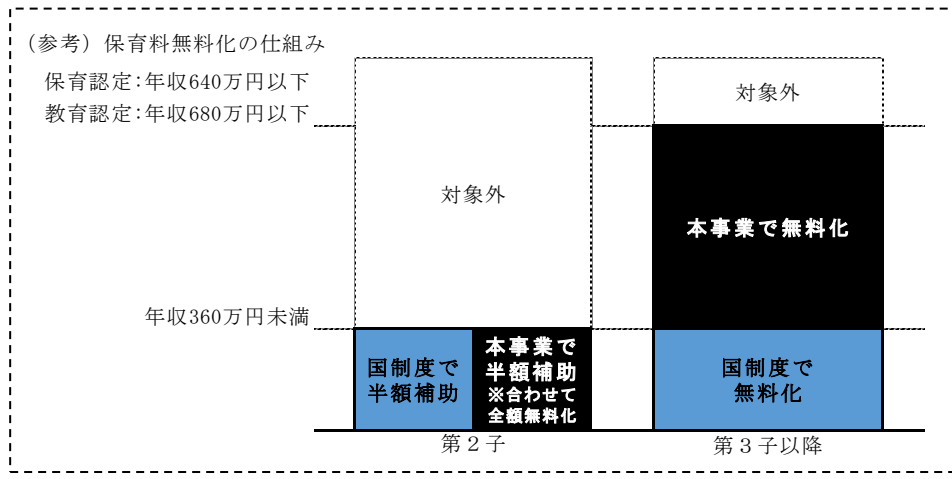 (参考)保育料無料化の仕組み
保育認定:年収640万円以下
教育認定:年収680万円以下
対象外
対象外
本事業で無料化
年収360万円未満
国制度で
半額補助
本事業で
半額補助
※合わせて
全額無料化
国制度で
無料化
第2子
第3子以降